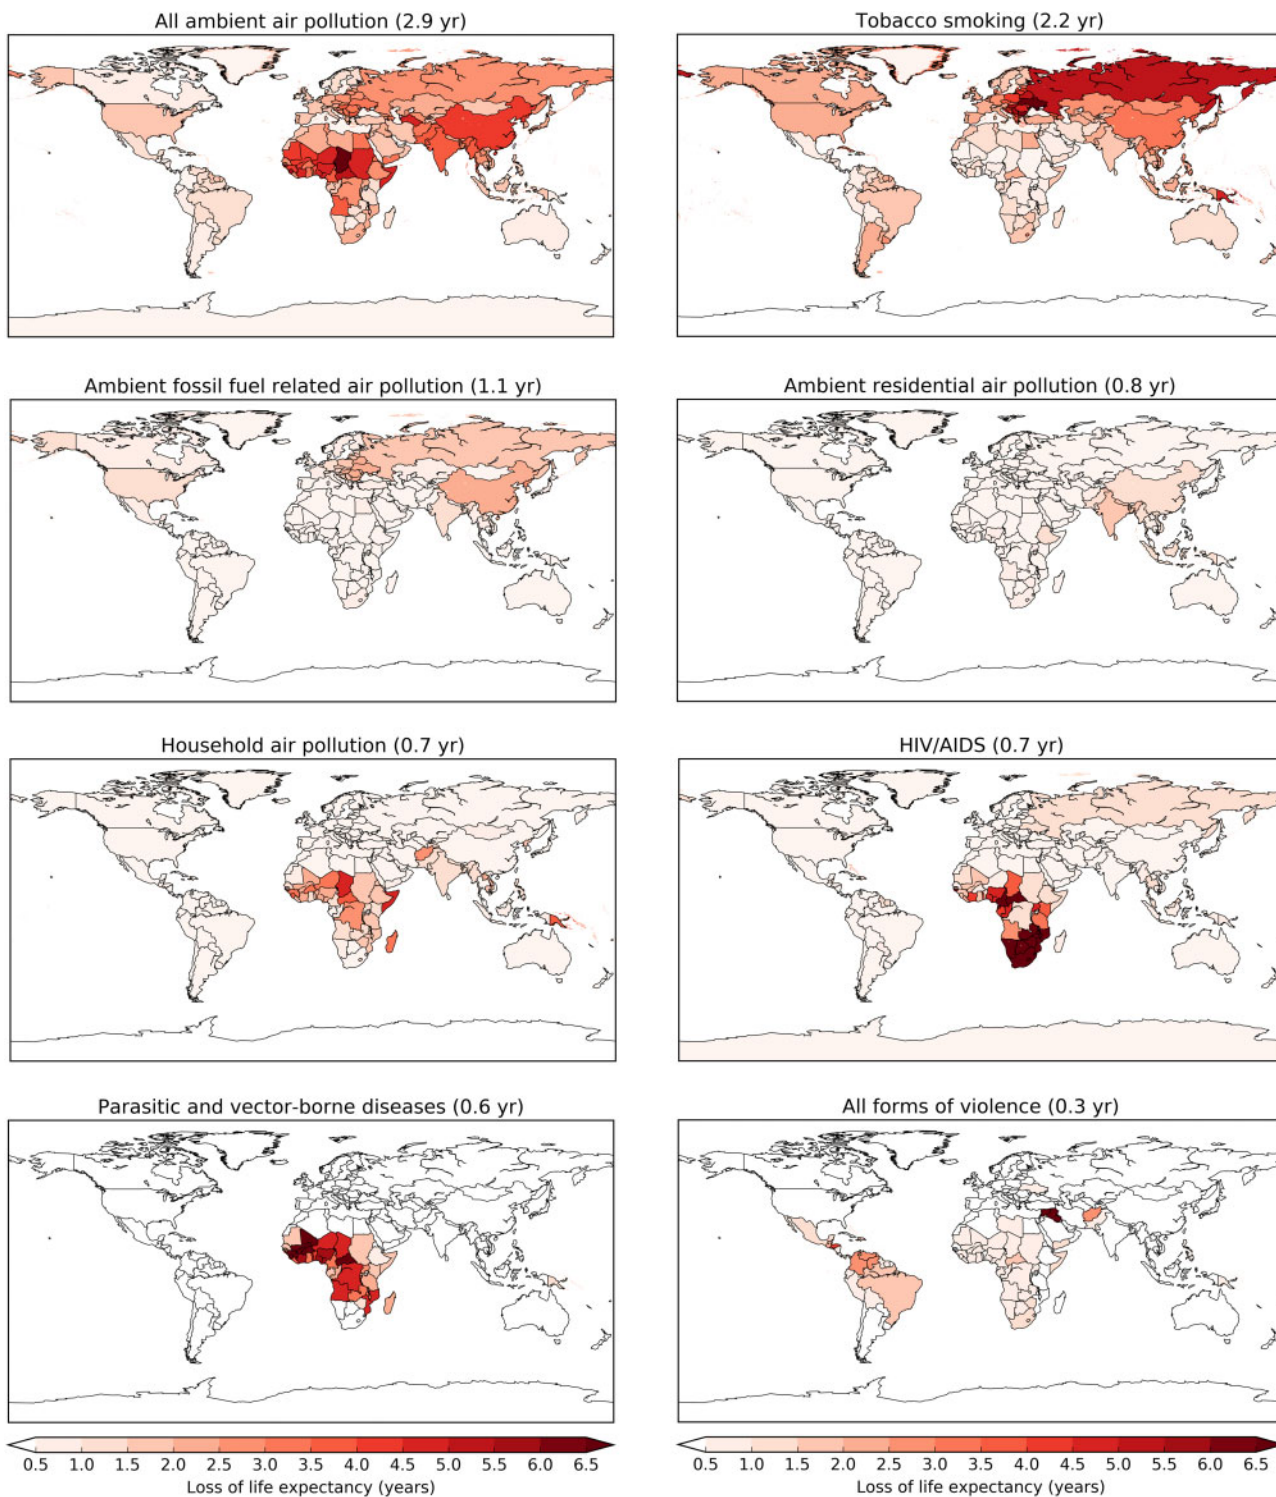 All ambient air pollution (2.9 yr)
Tobacco smoking (2.2 yr)
Ambient fossil fuel related air pollution (1.1 yr)
Ambient residential air pollution (0.8 yr)
Household air pollution (0.7 yr)
HIV/AIDS (0.7 yr)
Parasitic and vector-borne diseases (0.6 yr)
All forms of violence (0.3 yr)
0.5 1.0 1.5 2.0 2.5 3.0 3.5 4.0 4.5 5.0 5.5 6.0 6.5
Loss of life expectancy (years)
0.5 1.0 1.5 2.0 2.5 3.0 3.5 4.0 4.5 5.0 5.5 6.0 6.5
Loss of life expectancy (years)